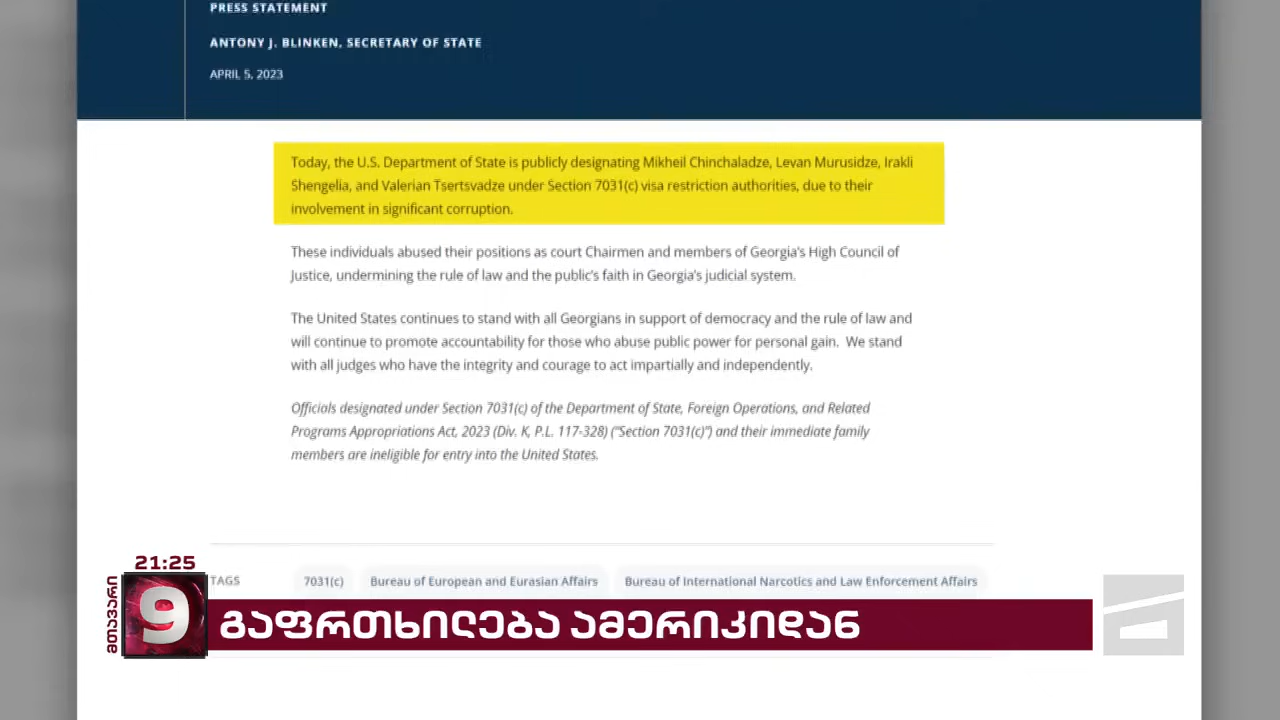 PRESS STATEMENT
ANTONY J. BLINKEN, SECRETARY OF STATE
APRIL 5, 2023
Today, the U.S. Department of State is publicly designating Mikheil Chinchaladze, Levan Murusidze, Irakli
Shengelia, and Valerian Tsertsvadze under Section 7031(c) visa restriction authorities, due to their
involvement in significant corruption.
These individuals abused their positions as court Chairmen and members of Georgia's High Council of
Justice, undermining the rule of law and the public's faith in Georgia's judicial system.
The United States continues to stand with all Georgians in support of democracy and the rule of law and
will continue to promote accountability for those who abuse public power for personal gain.  We stand
with all judges who have the integrity and courage to act impartially and independently.
Officials designated under Section 7031(c) of the Department of State, Foreign Operations, and Related
Programs Appropriations Act, 2023 (Div. K, P.L. 117-328) (“Section 7031(c)”) and their immediate family
members are ineligible for entry into the United States.
TAGS 7031(c) Bureau of European and Eurasian Affairs Bureau of International Narcotics and Law Enforcement Affairs
21:25
მთავარი
9
გაფრთხილება ამერიკიდან